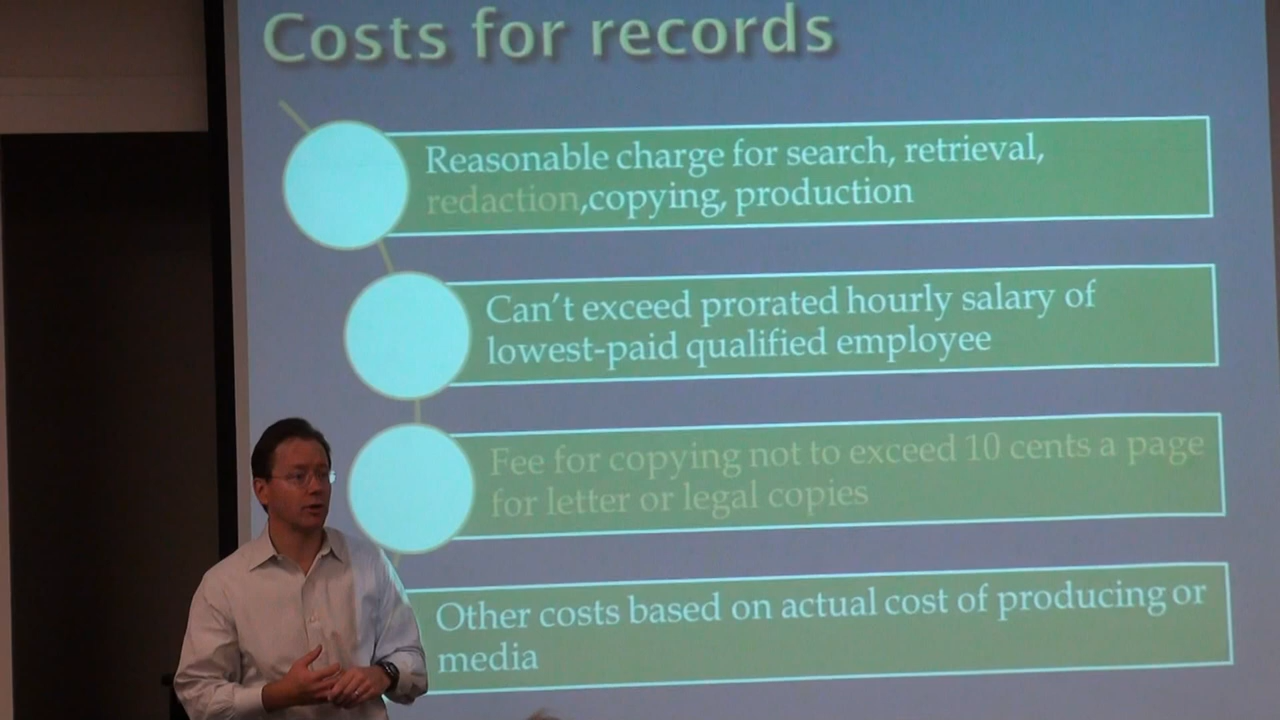 Costs for records
Reasonable charge for search, retrieval,
redaction,copying, production
Can't exceed prorated hourly salary of
lowest-paid qualified employee
Fee for copying not to exceed 10 cents a page
for letter or legal copies
Other costs based on actual cost of producing or
media